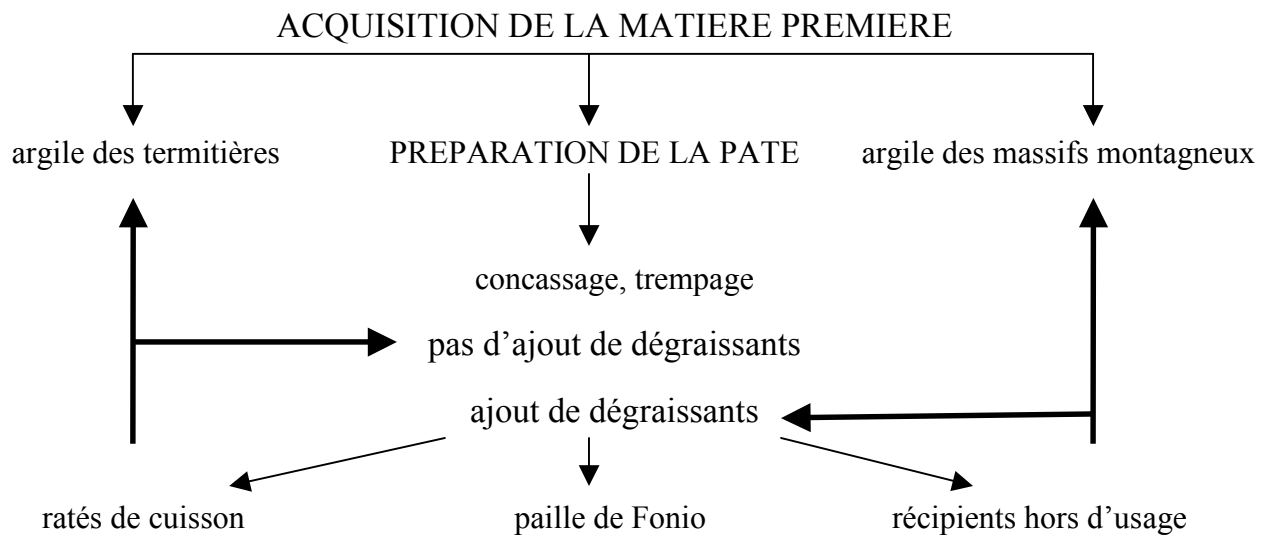 ACQUISITION DE LA MATIERE PREMIERE
argile des termitières PREPARATION DE LA PATE argile des massifs montagneux
concassage, trempage
pas d’ajout de dégraissants
ajout de dégraissants
ratés de cuisson paille de Fonio récipients hors d’usage